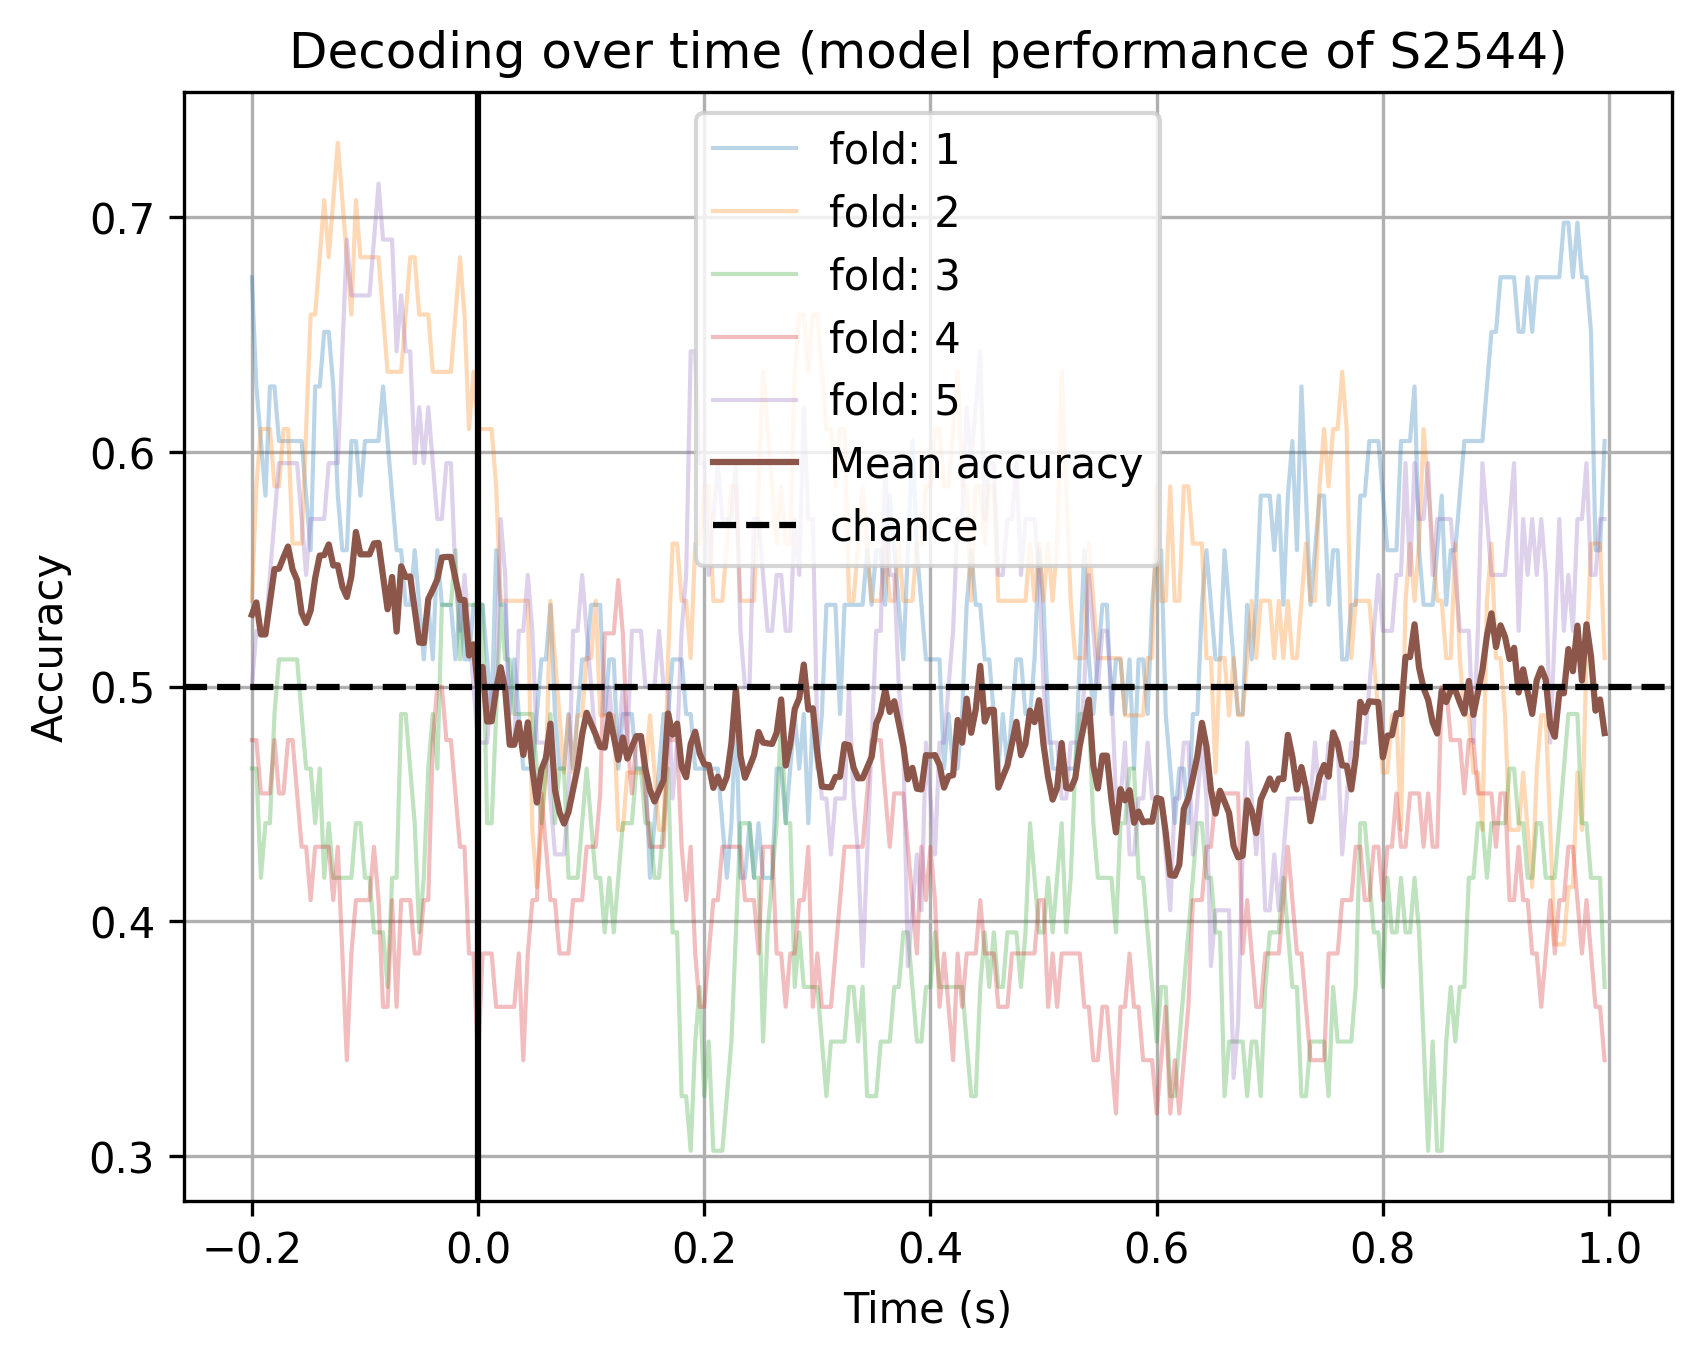 Decoding over time (model performance of S2544)
Accuracy
0.7
0.6
0.5
0.4
0.3
fold: 1
fold: 2
fold: 3
fold: 4
fold: 5
Mean accuracy
chance
−0.2 0.0 0.2 0.4 0.6 0.8 1.0
Time (s)